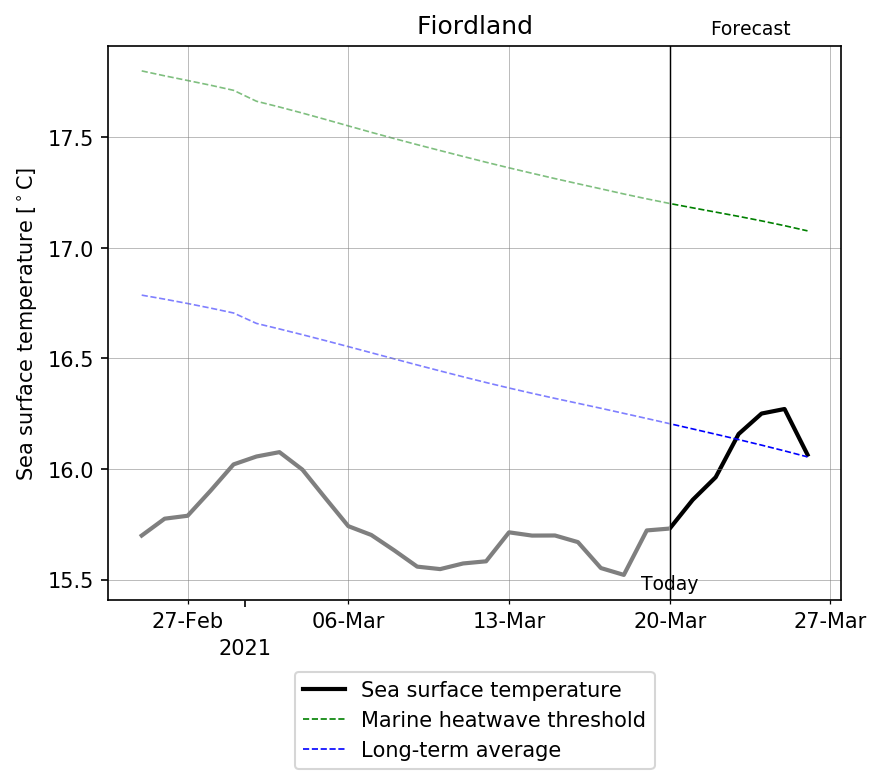 Fiordland
Forecast
Sea surface temperature [°C]
17.5
17.0
16.5
16.0
15.5
Today
27-Feb
06-Mar
13-Mar
20-Mar
27-Mar
2021
Sea surface temperature
Marine heatwave threshold
Long-term average